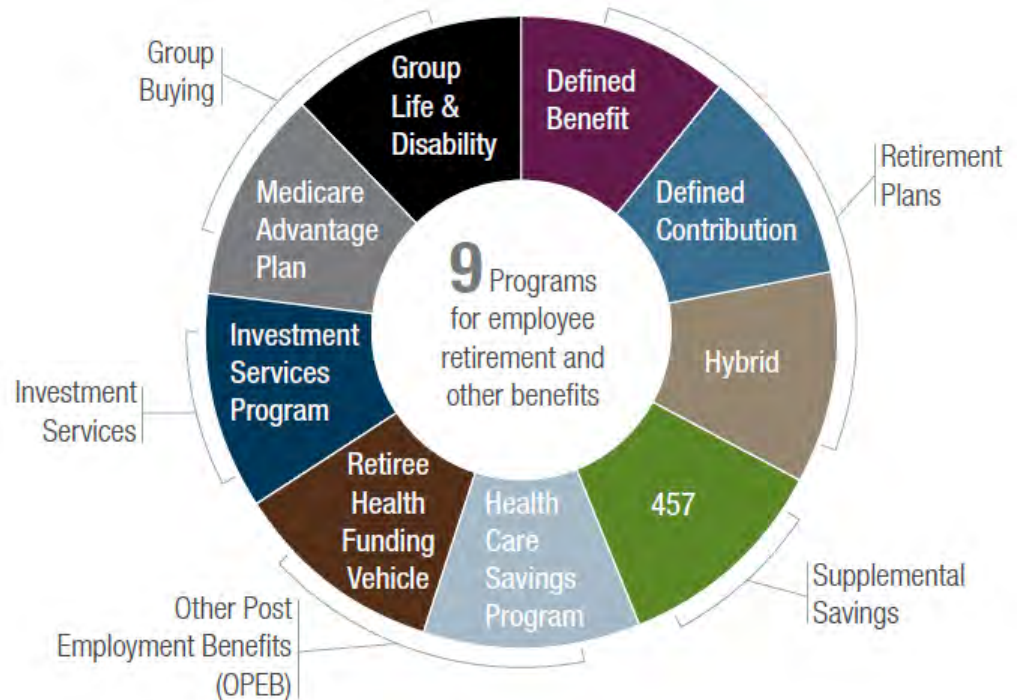 Group
Buying
Group
Life &
Disability
Defined
Benefit
Retirement
Plans
Defined
Contribution
Medicare
Advantage
Plan
9 Programs
for employee
retirement and
other benefits
Hybrid
Investment
Services
Program
Investment
Services
Retiree
Health
Funding
Vehicle
Health
Care
Savings
Program
457
Supplemental
Savings
Other Post
Employment Benefits
(OPEB)